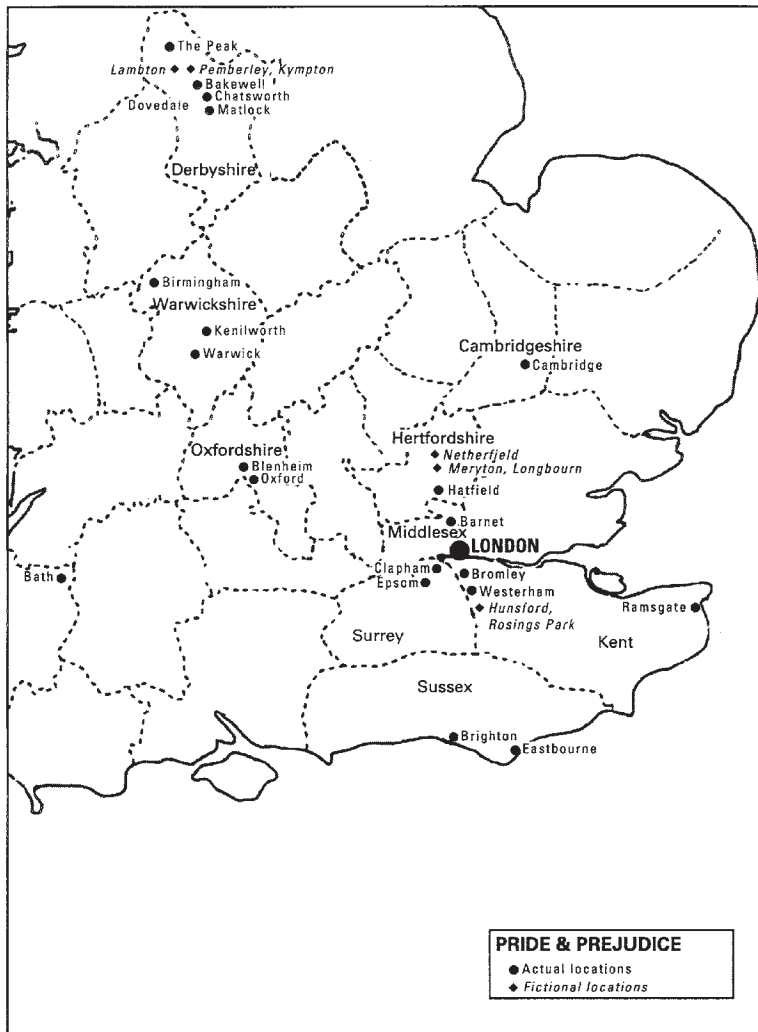 The Peak
Lambton
Pemberley, Kympton
Bakewell
Chatsworth
Dovedale
Matlock
Derbyshire
Birmingham
Warwickshire
Kenilworth
Warwick
Cambridgeshire
Cambridge
Hertfordshire
Netherfield
Meryton, Longbourn
Oxfordshire
Blenheim
Oxford
Hatfield
Barnet
Middlesex
LONDON
Clapham
Bromley
Bath
Epsom
Westerham
Hunsford,
Rosings Park
Ramsgate
Surrey
Kent
Sussex
Brighton
Eastbourne
PRIDE & PREJUDICE
Actual locations
Fictional locations